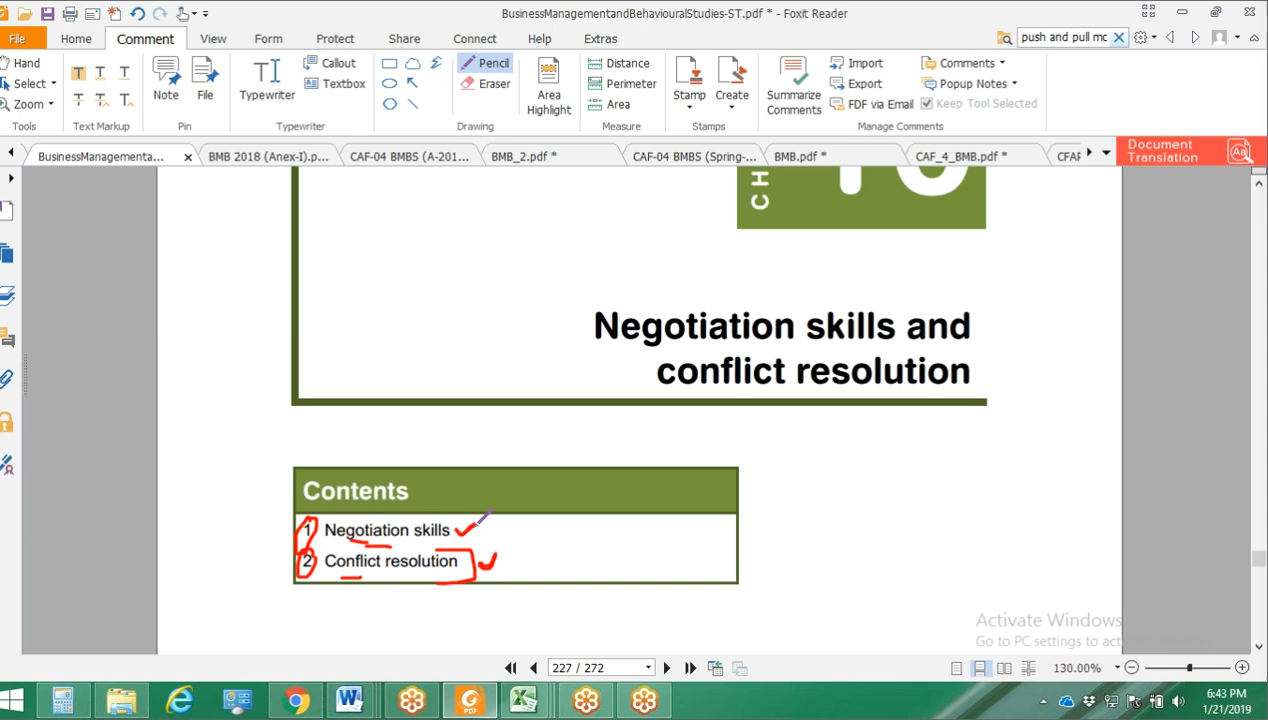 BusinessManagementandBehaviouralStudies-ST.pdf * - Foxit Reader
File Home Comment View Form Protect Share Connect Help Extras push and pull mc
Hand
Select
Zoom
Tools
T T T
T T T
Text Markup
Note
File
Pin
Typewriter
Callout
Textbox
Typewriter
Pencil
Eraser
Area
Highlight
Drawing
Distance
Perimeter
Area
Measure
Stamp
Create
Stamps
Summarize
Comments
Import
Export
FDF via Email
Comments
Popup Notes
Keep Tool Selected
Manage Comments
BusinessManagementa... BMB 2018 (Anex-I).p... CAF-04 BMBS (A-201... BMB_2.pdf * CAF-04 BMBS (Spring-... BMB.pdf * CAF_4_BMB.pdf * CFAP
Document
Translation
CH
Negotiation skills and
conflict resolution
Contents
1 Negotiation skills
2 Conflict resolution
Activate Windows
Go to PC settings to act
227 / 272
130.00%
6:43 PM
1/21/2019